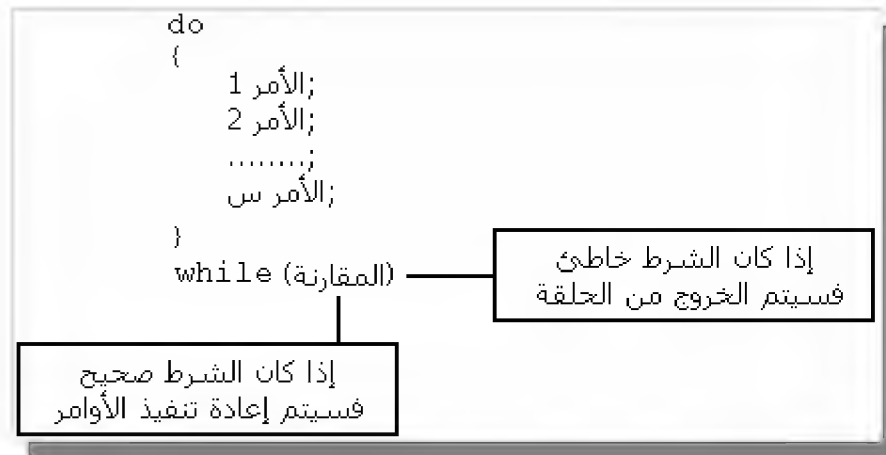 do
{
الأمر 1;
الأمر 2;
........;
الأمر س;
}
while (المقارنة)
إذا كان الشرط خاطئ
فسيتم الخروج من الحلقة
إذا كان الشرط صحيح
فسيتم إعادة تنفيذ الأوامر